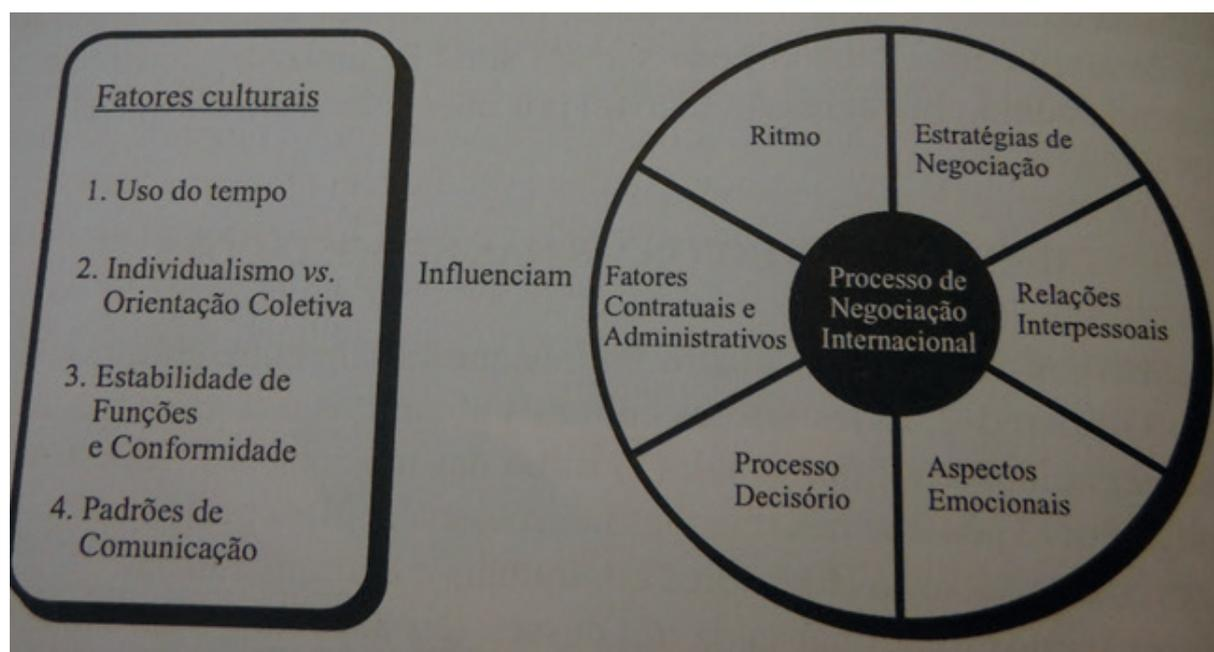 Fatores culturais
1. Uso do tempo
2. Individualismo vs.
Orientação Coletiva
3. Estabilidade de
Funções
e Conformidade
4. Padrões de
Comunicação
Influenciam
Ritmo
Estratégias de
Negociação
Fatores
Contratuais e
Administrativos
Processo de
Negociação
Internacional
Relações
Interpessoais
Processo
Decisório
Aspectos
Emocionais